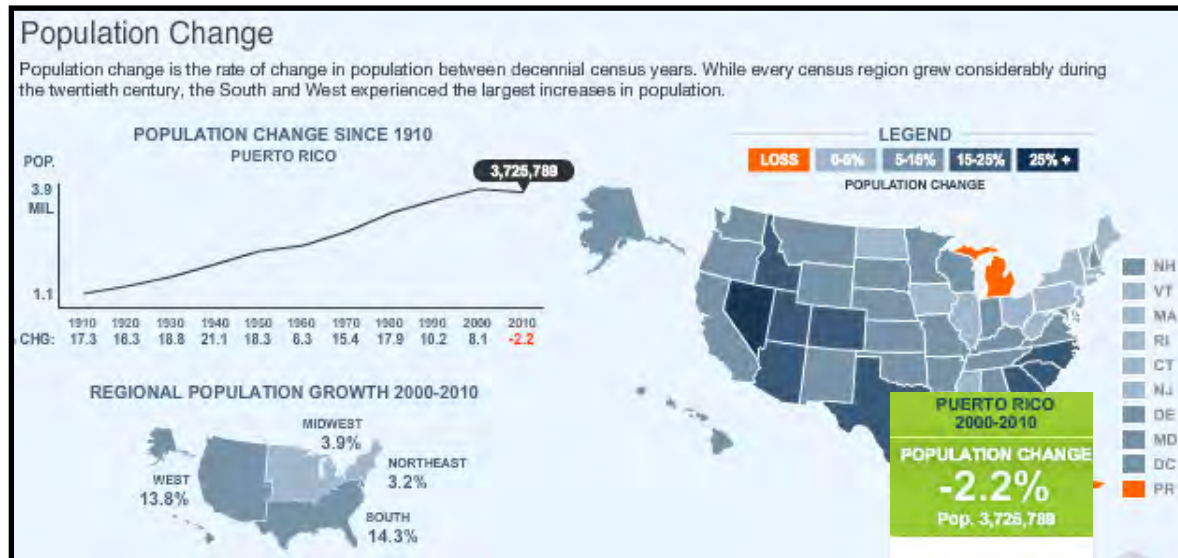 Population Change
Population change is the rate of change in population between decennial census years. While every census region grew considerably during
the twentieth century, the South and West experienced the largest increases in population.
POPULATION CHANGE SINCE 1910
PUERTO RICO
POP.
3.9
MIL
1.1
3,725,789
1910 1920 1930 1940 1950 1960 1970 1980 1990 2000 2010
CHG: 17.3 16.3 18.8 21.1 18.3 6.3 15.4 17.9 10.2 8.1 -2.2
LEGEND
LOSS 0-5% 5-15% 15-25% 25% +
POPULATION CHANGE
NH
VT
MA
RI
CT
NJ
DE
MD
DC
PR
PUERTO RICO
2000-2010
POPULATION CHANGE
-2.2%
Pop. 3,725,789
REGIONAL POPULATION GROWTH 2000-2010
MIDWEST
3.9%
NORTHEAST
3.2%
WEST
13.8%
SOUTH
14.3%